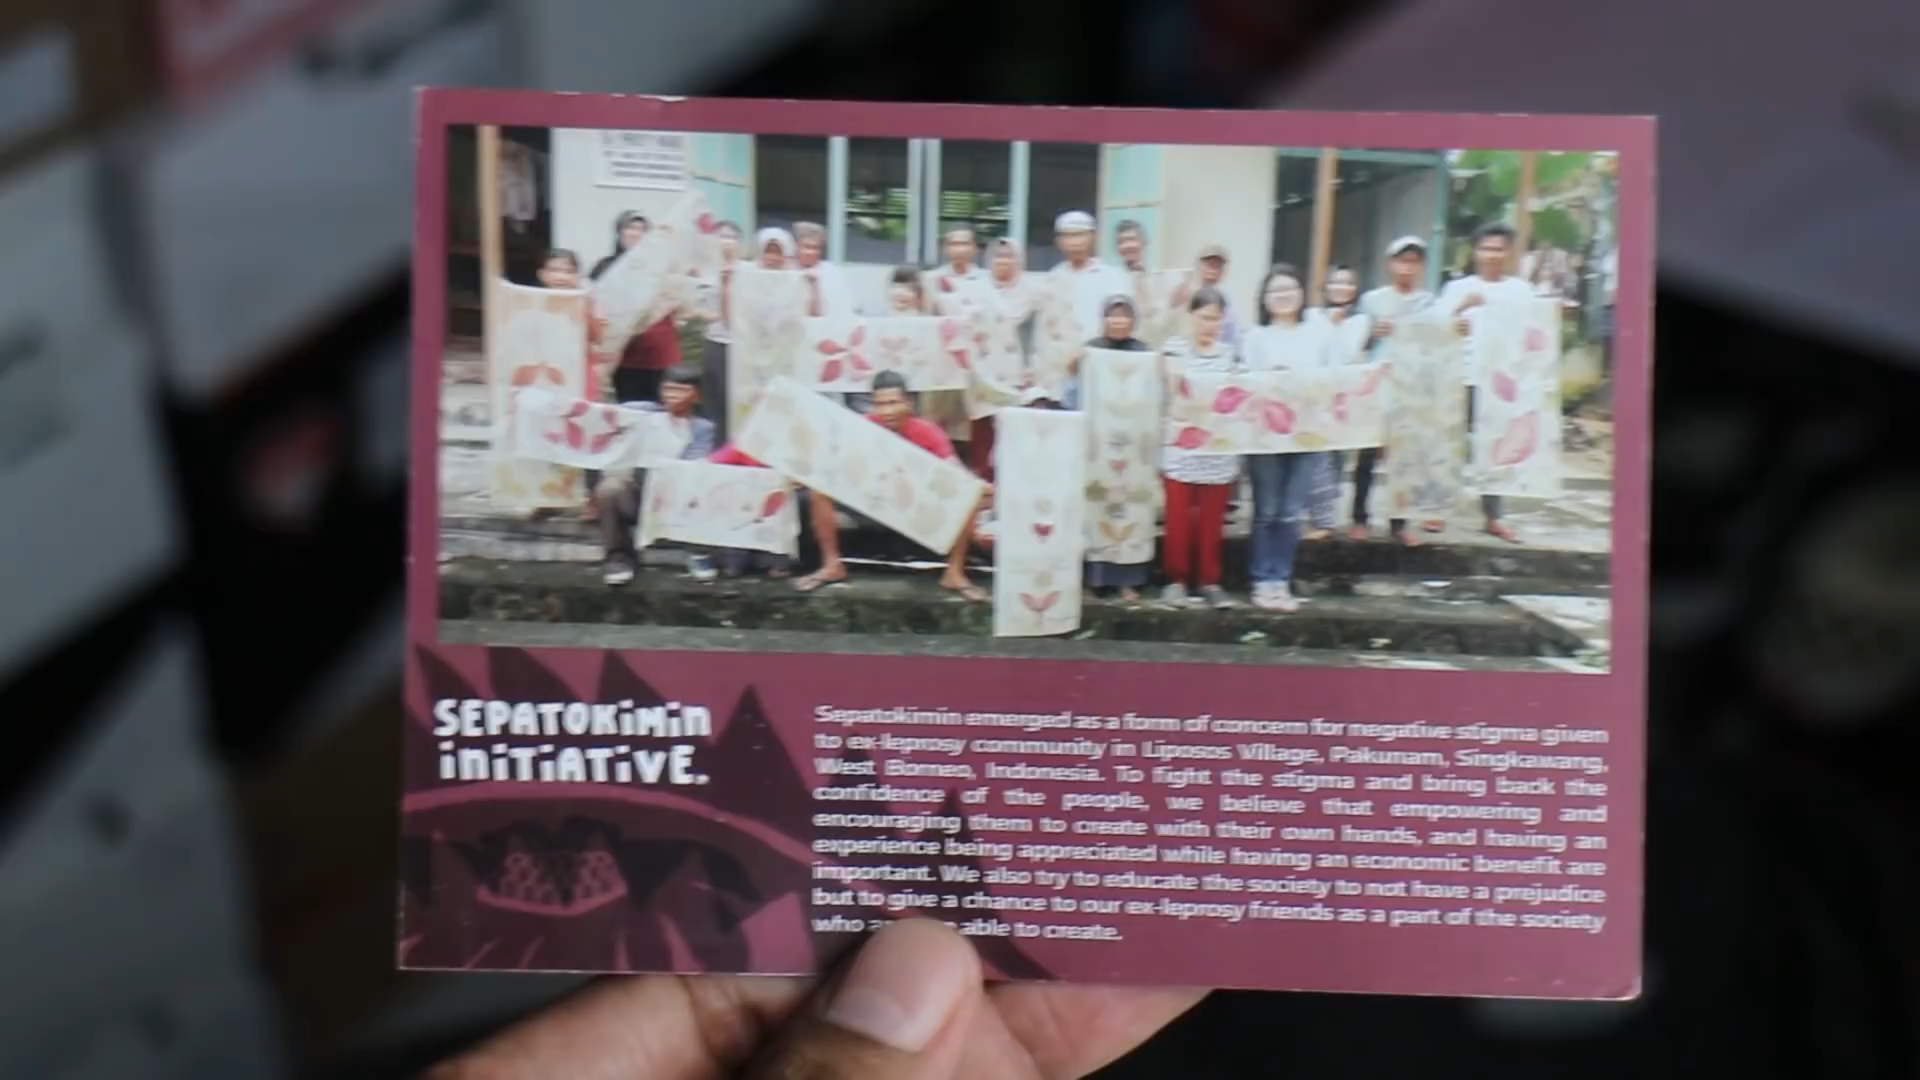 SEPATOKiMin
iniTiATiVE.
Sepatokimin emerged as a form of concern for negative stigma given
to ex-leprosy community in Liposos Village, Pakunam, Singkawang,
West Borneo, Indonesia. To fight the stigma and bring back the
confidence of the people, we believe that empowering and
encouraging them to create with their own hands, and having an
experience being appreciated while having an economic benefit are
important. We also try to educate the society to not have a prejudice
but to give a chance to our ex-leprosy friends as a part of the society
who able to create.